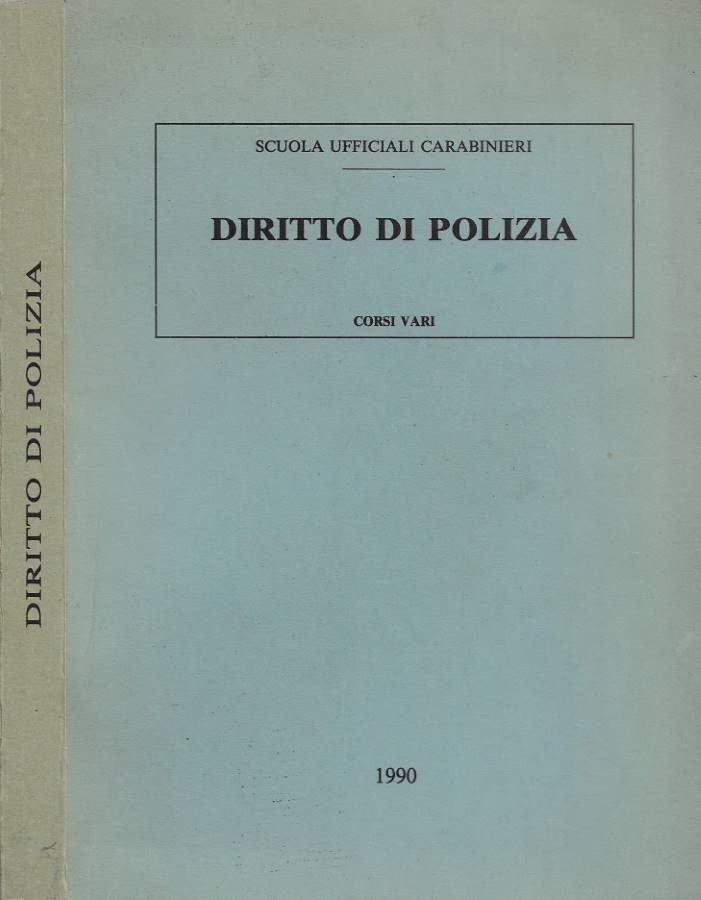 DIRITTO DI POLIZIA
SCUOLA UFFICIALI CARABINIERI
DIRITTO DI POLIZIA
CORSI VARI
1990